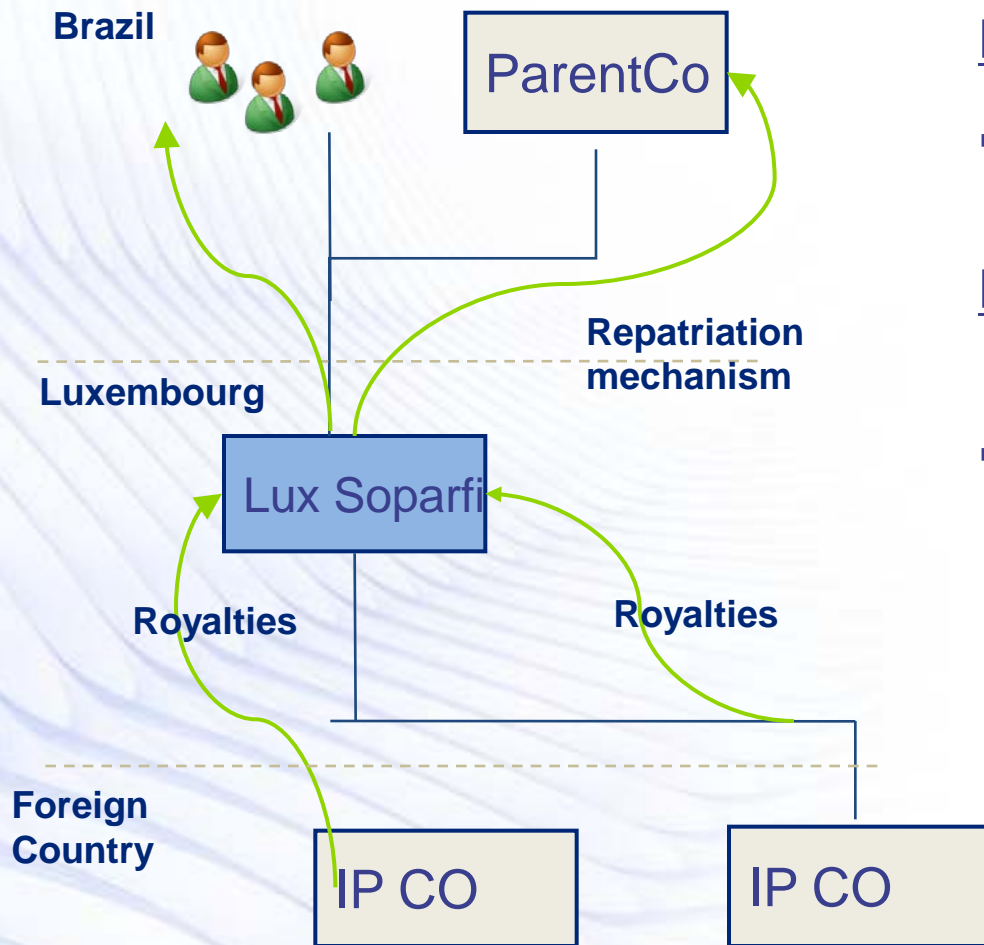 Brazil
ParentCo
Repatriation
mechanism
Luxembourg
Lux Soparfi
Royalties
Royalties
Foreign
Country
IP CO
IP CO